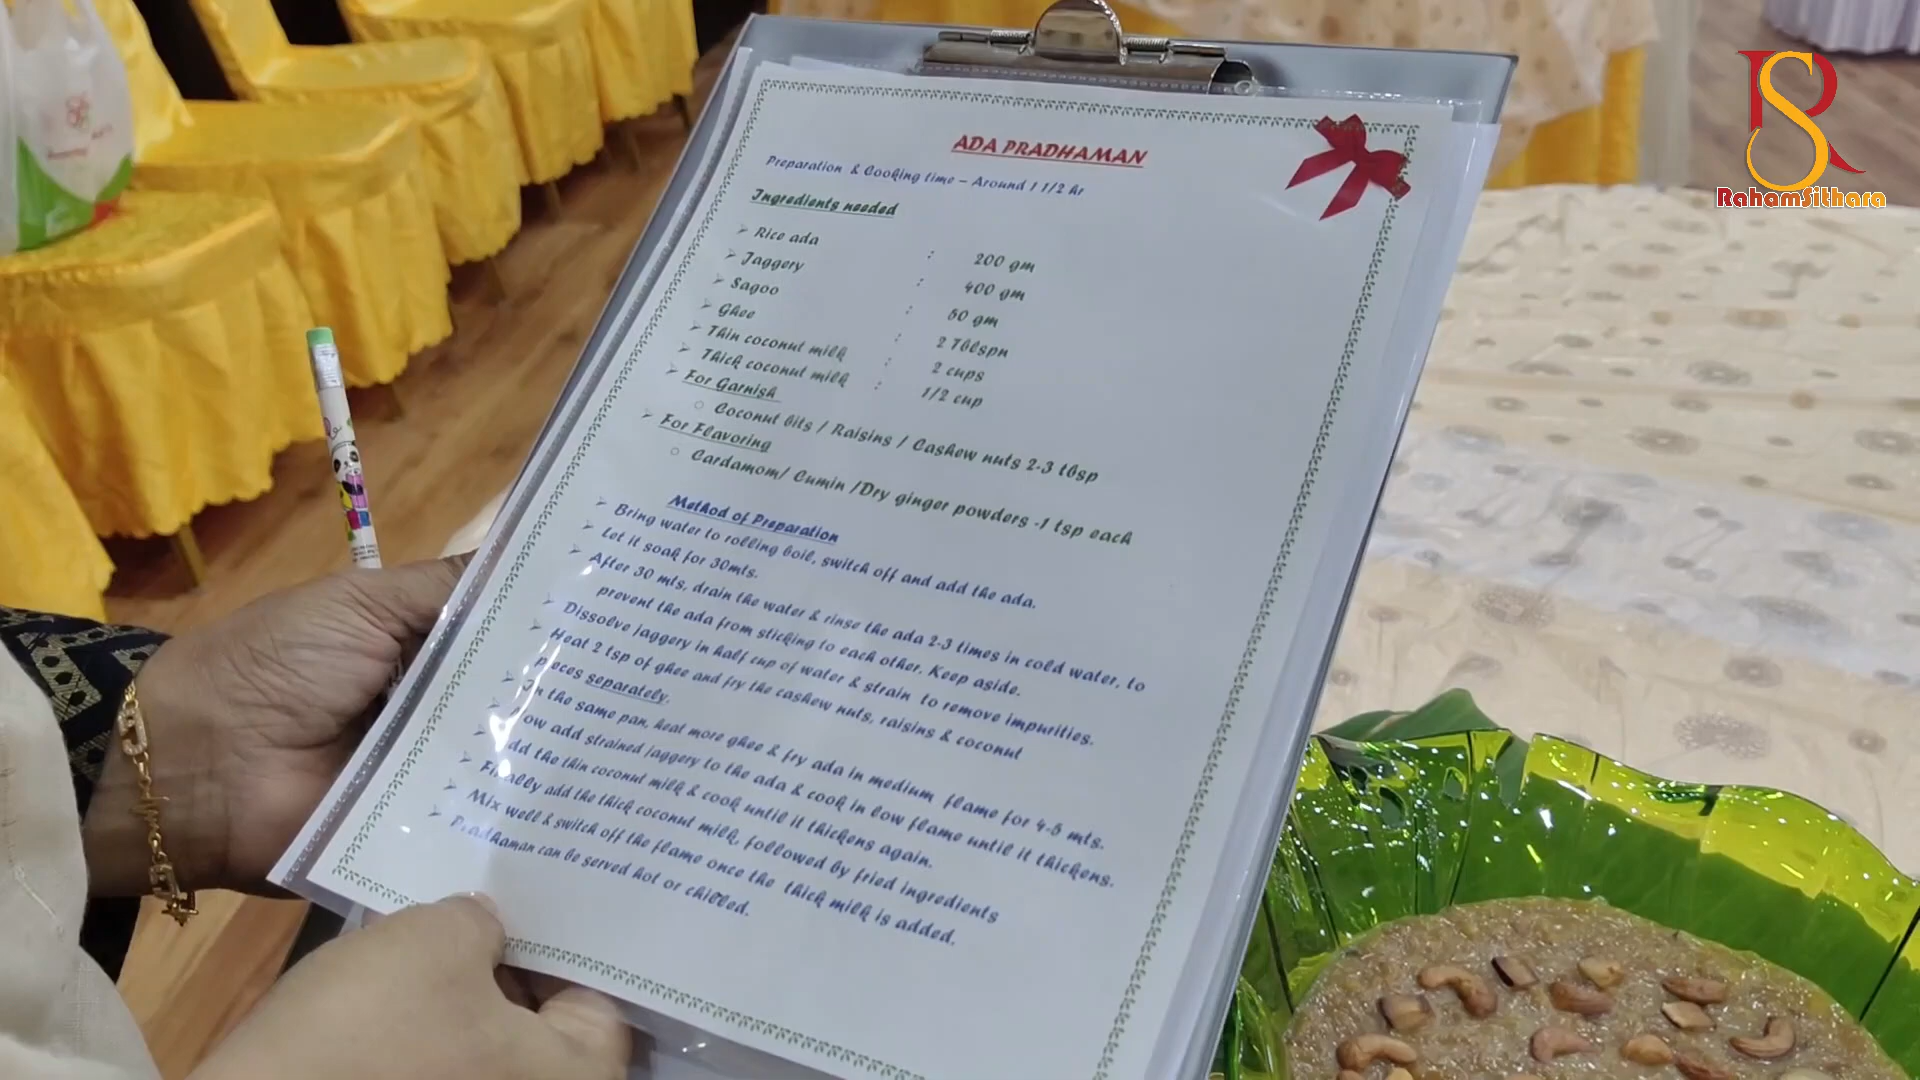 RS
RahamSithara
ADA PRADHAMAN
Preparation & Cooking time – Around 1 1/2 hr
Ingredients needed
Rice ada : 200 gm
Jaggery : 400 gm
Sagoo : 50 gm
Ghee : 2 Tblspn
Thin coconut milk : 2 cups
Thick coconut milk : 1/2 cup
For Garnish
Coconut bits / Raisins / Cashew nuts 2-3 tbsp
For Flavoring
Cardamom/ Cumin /Dry ginger powders -1 tsp each
Method of Preparation
Bring water to rolling boil, switch off and add the ada.
Let it soak for 30mts.
After 30 mts, drain the water & rinse the ada 2-3 times in cold water, to
prevent the ada from sticking to each other. Keep aside.
Dissolve jaggery in half cup of water & strain to remove impurities.
Heat 2 tsp of ghee and fry the cashew nuts, raisins & coconut
pieces separately.
In the same pan, heat more ghee & fry ada in medium flame for 4-5 mts.
Now add strained jaggery to the ada & cook in low flame until it thickens.
Add the thin coconut milk & cook until it thickens again.
Finally add the thick coconut milk, followed by fried ingredients
Mix well & switch off the flame once the thick milk is added.
Pradhaman can be served hot or chilled.